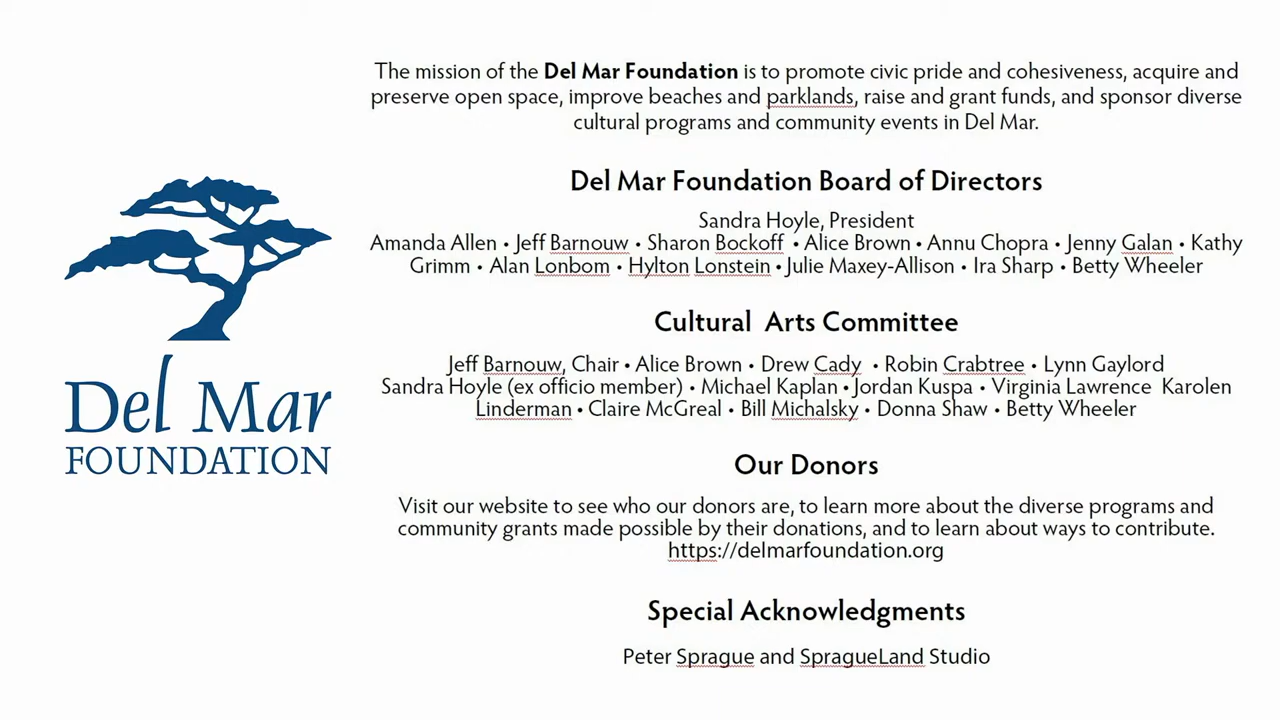 The mission of the Del Mar Foundation is to promote civic pride and cohesiveness, acquire and
preserve open space, improve beaches and parklands, raise and grant funds, and sponsor diverse
cultural programs and community events in Del Mar.
Del Mar Foundation Board of Directors
Sandra Hoyle, President
Amanda Allen • Jeff Barnouw • Sharon Bockoff • Alice Brown • Annu Chopra • Jenny Galan • Kathy
Grimm • Alan Lonbom • Hylton Lonstein • Julie Maxey-Allison • Ira Sharp • Betty Wheeler
Cultural Arts Committee
Jeff Barnouw, Chair • Alice Brown • Drew Cady • Robin Crabtree • Lynn Gaylord
Sandra Hoyle (ex officio member) • Michael Kaplan • Jordan Kuspa • Virginia Lawrence Karolen
Linderman • Claire McGreal • Bill Michalsky • Donna Shaw • Betty Wheeler
Our Donors
Visit our website to see who our donors are, to learn more about the diverse programs and
community grants made possible by their donations, and to learn about ways to contribute.
https://delmarfoundation.org
Special Acknowledgments
Peter Sprague and SpragueLand Studio
Del Mar
FOUNDATION